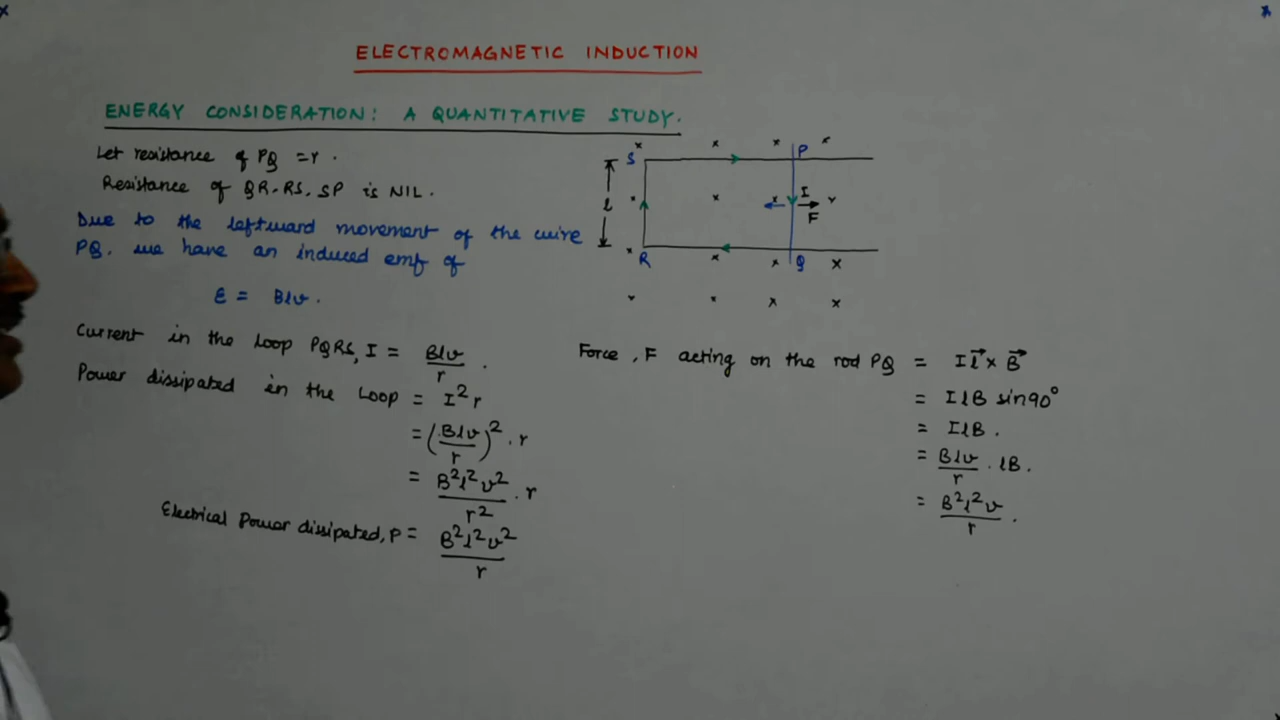 ELECTROMAGNETIC INDUCTION
ENERGY CONSIDERATION: A QUANTITATIVE STUDY.
Let resistance of PQ = r.
Resistance of QR, RS, SP is NIL.
Due to the leftward movement of the wire
PQ, we have an induced emf of
ε = Blv.
Current in the loop PQRS, I = Blv/r.
Power dissipated in the Loop = I²r
= (Blv/r)².r
= B²l²v²/r².r
Electrical Power dissipated, P = B²l²v²/r
S
P
l
I
F
R
Q
Force, F acting on the rod PQ = I l⃗ × B⃗
= IlB sin90°
= IlB.
= Blv/r . lB.
= B²l²v/r.